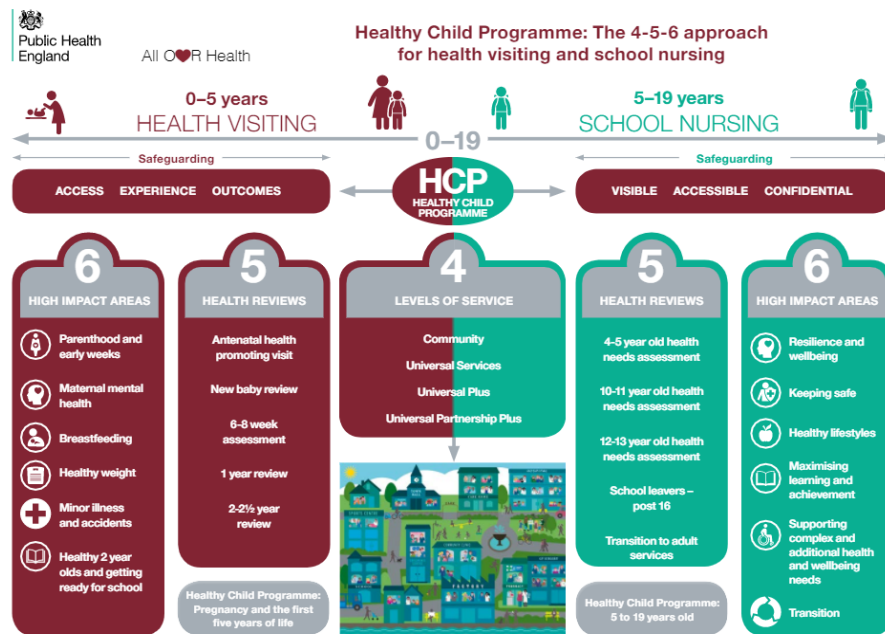 Public Health
England
All OUR Health
Healthy Child Programme: The 4-5-6 approach
for health visiting and school nursing
0–5 years
HEALTH VISITING
5–19 years
SCHOOL NURSING
0–19
Safeguarding
Safeguarding
ACCESS EXPERIENCE OUTCOMES
HCP
HEALTHY CHILD
PROGRAMME
VISIBLE ACCESSIBLE CONFIDENTIAL
6
HIGH IMPACT AREAS
Parenthood and
early weeks
Maternal mental
health
Breastfeeding
Healthy weight
Minor illness
and accidents
Healthy 2 year
olds and getting
ready for school
5
HEALTH REVIEWS
Antenatal health
promoting visit
New baby review
6-8 week
assessment
1 year review
2-2½ year
review
Healthy Child Programme:
Pregnancy and the first
five years of life
4
LEVELS OF SERVICE
Community
Universal Services
Universal Plus
Universal Partnership Plus
5
HEALTH REVIEWS
4-5 year old health
needs assessment
10-11 year old health
needs assessment
12-13 year old health
needs assessment
School leavers –
post 16
Transition to adult
services
Healthy Child Programme:
5 to 19 years old
6
HIGH IMPACT AREAS
Resilience and
wellbeing
Keeping safe
Healthy lifestyles
Maximising
learning and
achievement
Supporting
complex and
additional health
and wellbeing
needs
Transition